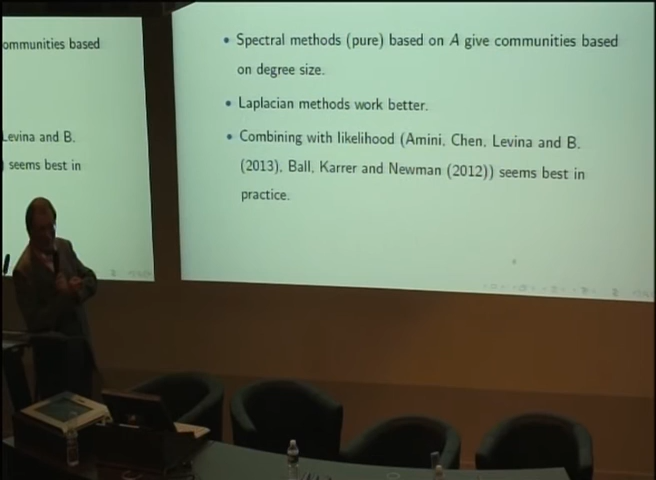 ommunities based
Levina and B.
) seems best in
• Spectral methods (pure) based on A give communities based
on degree size.
• Laplacian methods work better.
• Combining with likelihood (Amini, Chen, Levina and B.
(2013), Ball, Karrer and Newman (2012)) seems best in
practice.